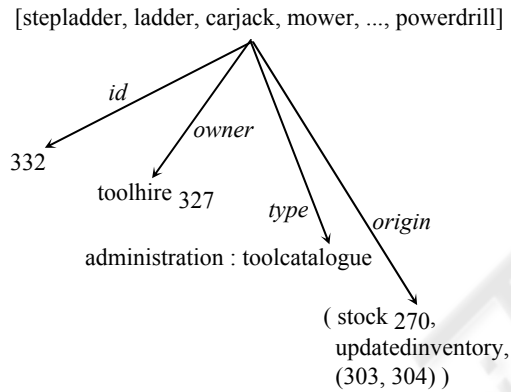 [stepladder, ladder, carjack, mower, ..., powerdrill]
id
owner
332
toolhire 327
type
origin
administration : toolcatalogue
( stock 270,
updatedinventory,
(303, 304) )